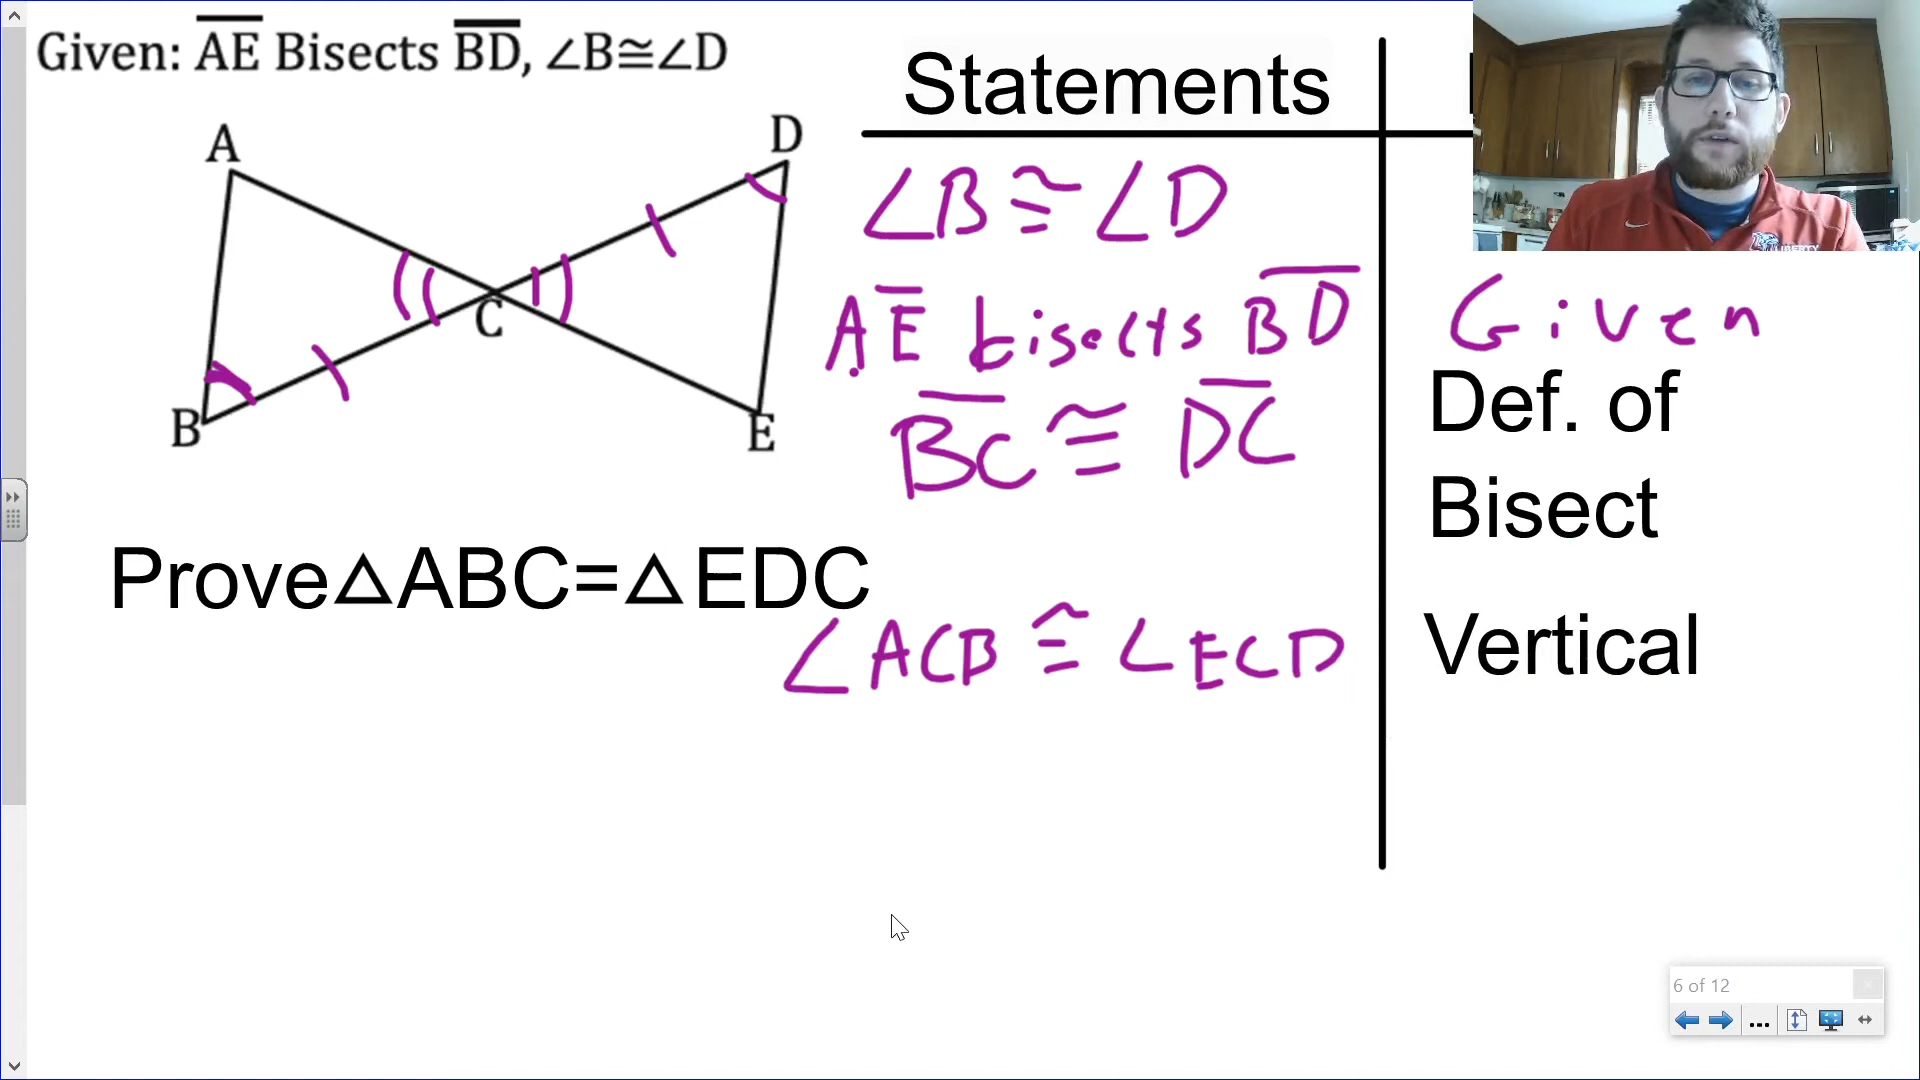 Given: AE Bisects BD, ∠B≅∠D
Statements
A
D
C
B
E
∠B ≅ ∠D
AE bisects BD
Given
BC ≅ DC
Def. of
Bisect
Prove△ABC=△EDC
∠ACB ≅ ∠ECD
Vertical
LIBERTY
6 of 12